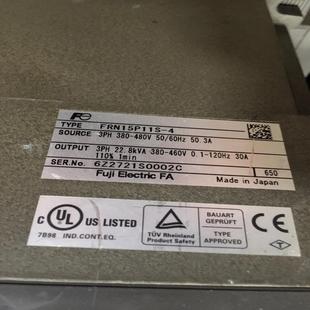 Fe
TYPE FRN15P11S-4
SOURCE 3PH 380-480V 50/60Hz 50.3A
OUTPUT 3PH 22.8kVA 380-460V 0.1-120Hz 30A
110% 1min
SER.No. 6Z2721S0002C
650
Fuji Electric FA Made in Japan
C UL US LISTED
7B98 IND.CONT.EQ.
TÜV Rheinland
Product Safety
BAUART
GEPRÜFT
TYPE
APPROVED